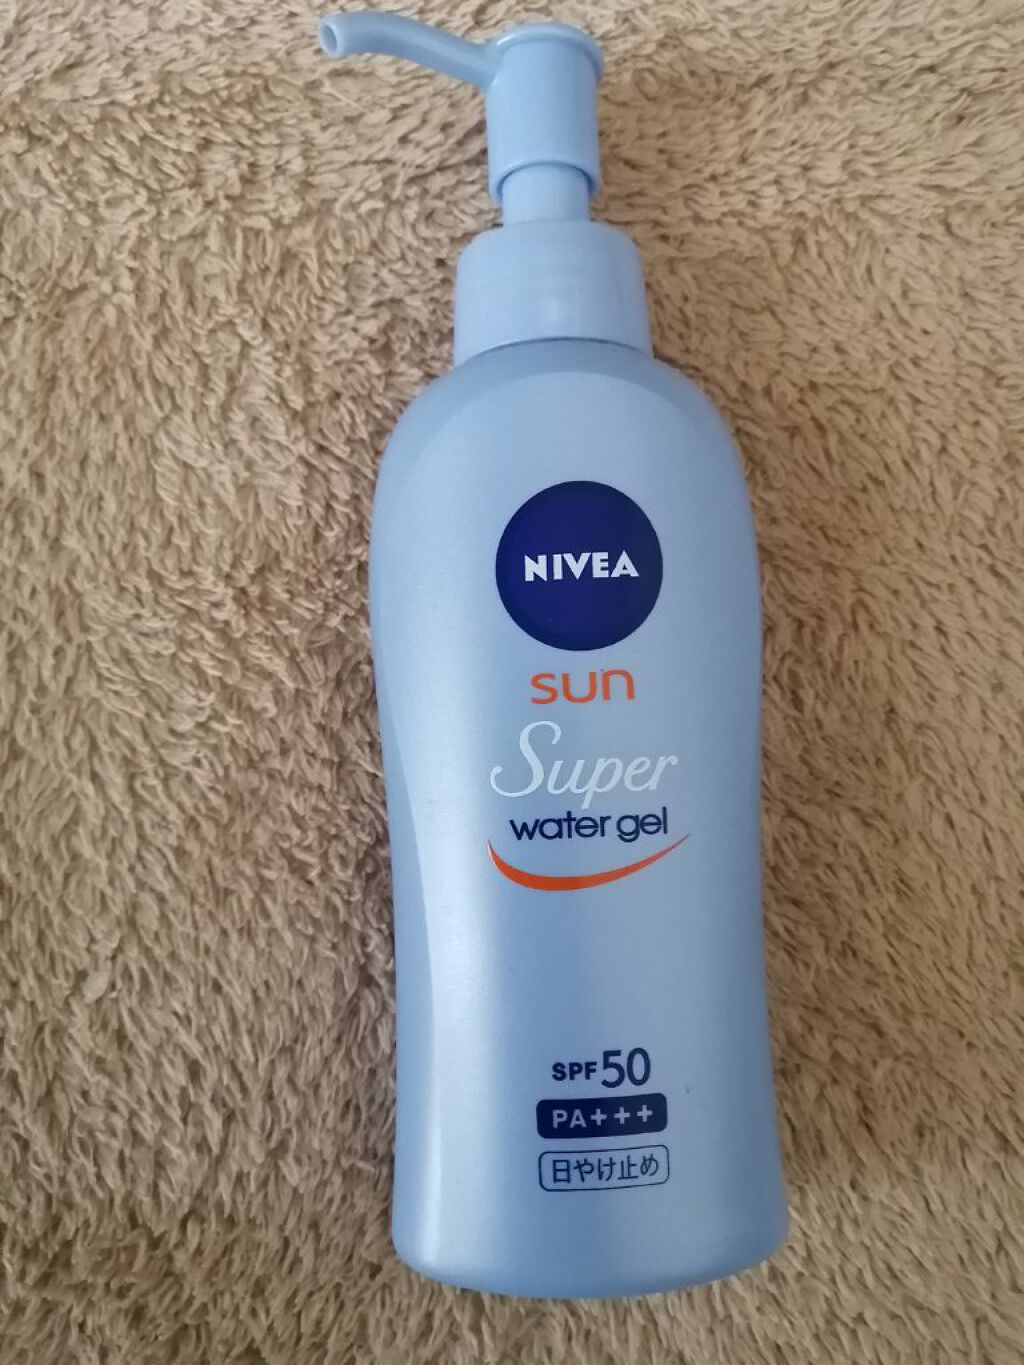 NIVEA
sun
Super
water gel
SPF50
PA+++
日やけ止め